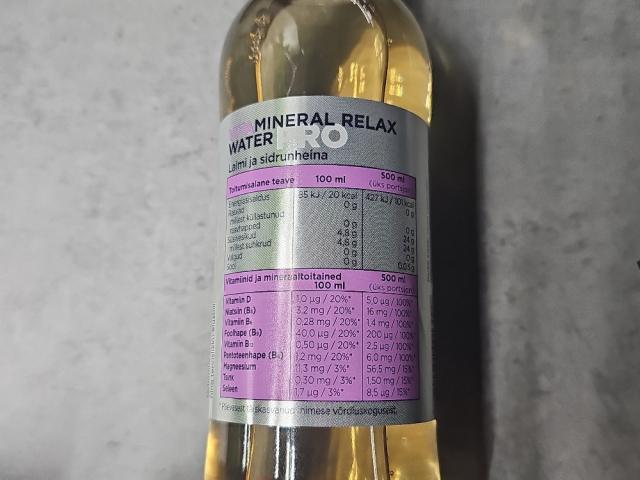 MINERAL RELAX
WATER PRO
Laimi ja sidrunheina
Toitumisalane teave 100 ml 500 ml
(üks portsjon)
Energiasisaldus 85 kJ / 20 kcal 427 kJ / 101 kcal
Rasvad 0 g 0 g
millest küllastunud
rasvhapped 0 g 0 g
Süsivesikud 4,8 g 24 g
millest suhkrud 4,8 g 24 g
Valgud 0 g 0 g
Sool 0 g 0,03 g
Vitamiinid ja mineraaltoitained 500 ml
100 ml (üks portsjon)
Vitamiin D 1,0 µg / 20%* 5,0 µg / 100%*
Niatsiin (B₃) 3,2 mg / 20%* 16 mg / 100%*
Vitamiin B₆ 0,28 mg / 20%* 1,4 mg / 100%*
Foolhape (B₉) 40,0 µg / 20%* 200 µg / 100%*
Vitamiin B₁₂ 0,50 µg / 20%* 2,5 µg / 100%*
Pantoteenhape (B₅) 1,2 mg / 20%* 6,0 mg / 100%*
Magneesium 11,3 mg / 3%* 56,5 mg / 15%*
Tsink 0,30 mg / 3%* 1,50 mg / 15%*
Seleen 1,7 µg / 3%* 8,5 µg / 15%*
*Päevasest täiskasvanud inimese võrdluskogusest.